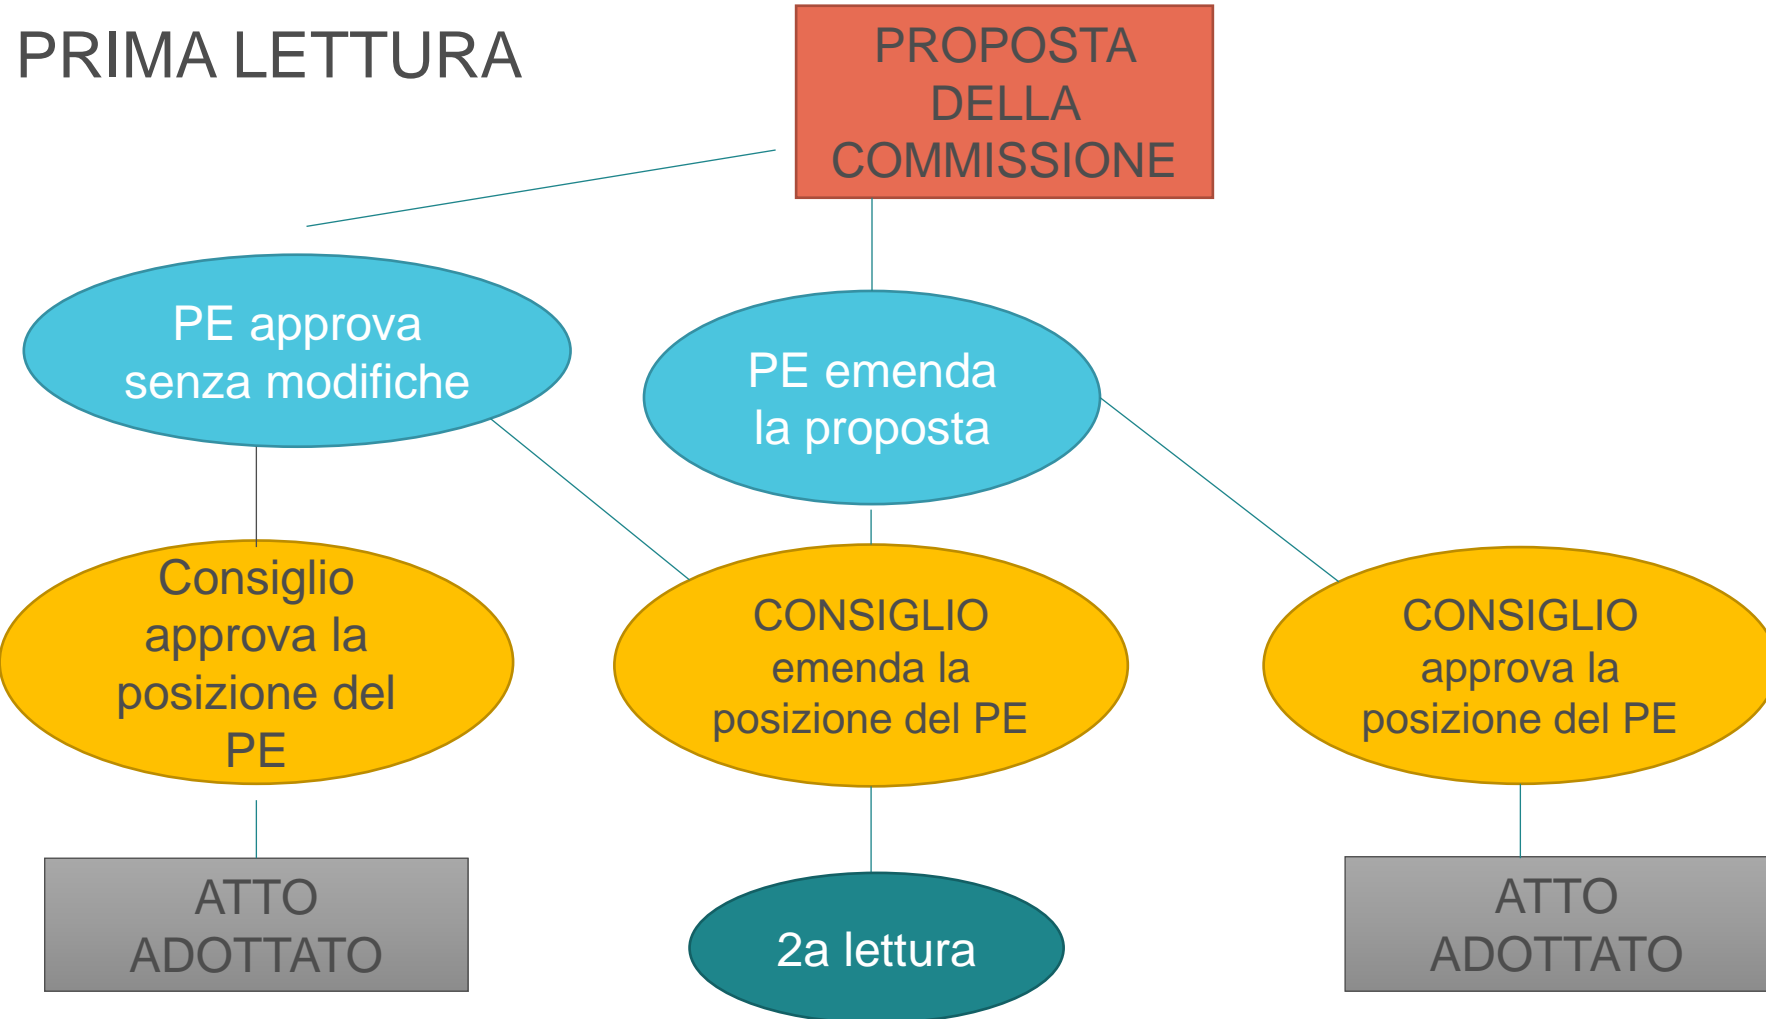 PRIMA LETTURA
PROPOSTA
DELLA
COMMISSIONE
PE approva
senza modifiche
PE emenda
la proposta
Consiglio
approva la
posizione del
PE
CONSIGLIO
emenda la
posizione del PE
CONSIGLIO
approva la
posizione del PE
ATTO
ADOTTATO
2a lettura
ATTO
ADOTTATO